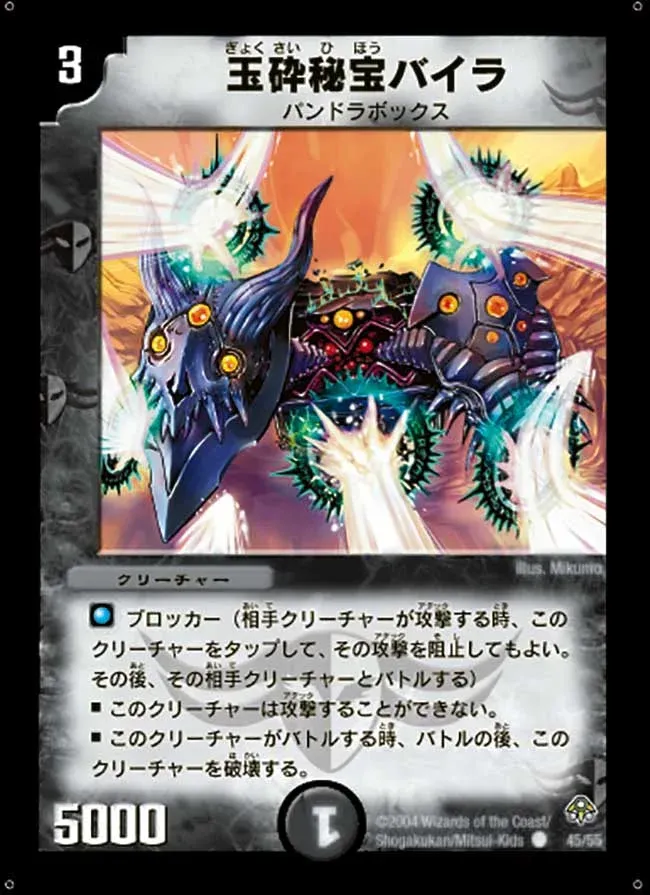 3
ぎょく さい ひ ほう
玉砕秘宝バイラ
パンドラボックス
illus. Mikumo
クリーチャー
ブロッカー（相手クリーチャーが攻撃する時、この
クリーチャーをタップして、その攻撃を阻止してもよい。
その後、その相手クリーチャーとバトルする）
■ このクリーチャーは攻撃することができない。
■ このクリーチャーがバトルする時、バトルの後、この
クリーチャーを破壊する。
5000
1
©2004 Wizards of the Coast/
Shogakukan/Mitsui-Kids
45/55